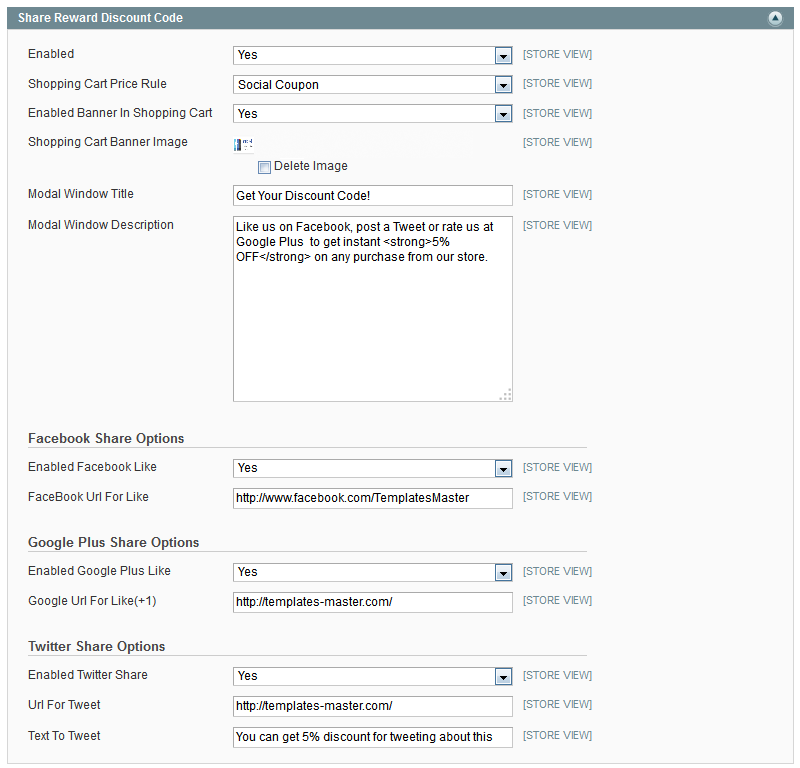 Share Reward Discount Code
Enabled Yes [STORE VIEW]
Shopping Cart Price Rule Social Coupon [STORE VIEW]
Enabled Banner In Shopping Cart Yes [STORE VIEW]
Shopping Cart Banner Image [STORE VIEW]
Delete Image
Modal Window Title Get Your Discount Code! [STORE VIEW]
Modal Window Description Like us on Facebook, post a Tweet or rate us at [STORE VIEW]
Google Plus  to get instant <strong>5%
OFF</strong> on any purchase from our store.
Facebook Share Options
Enabled Facebook Like Yes [STORE VIEW]
FaceBook Url For Like http://www.facebook.com/TemplatesMaster [STORE VIEW]
Google Plus Share Options
Enabled Google Plus Like Yes [STORE VIEW]
Google Url For Like(+1) http://templates-master.com/ [STORE VIEW]
Twitter Share Options
Enabled Twitter Share Yes [STORE VIEW]
Url For Tweet http://templates-master.com/ [STORE VIEW]
Text To Tweet You can get 5% discount for tweeting about this [STORE VIEW]